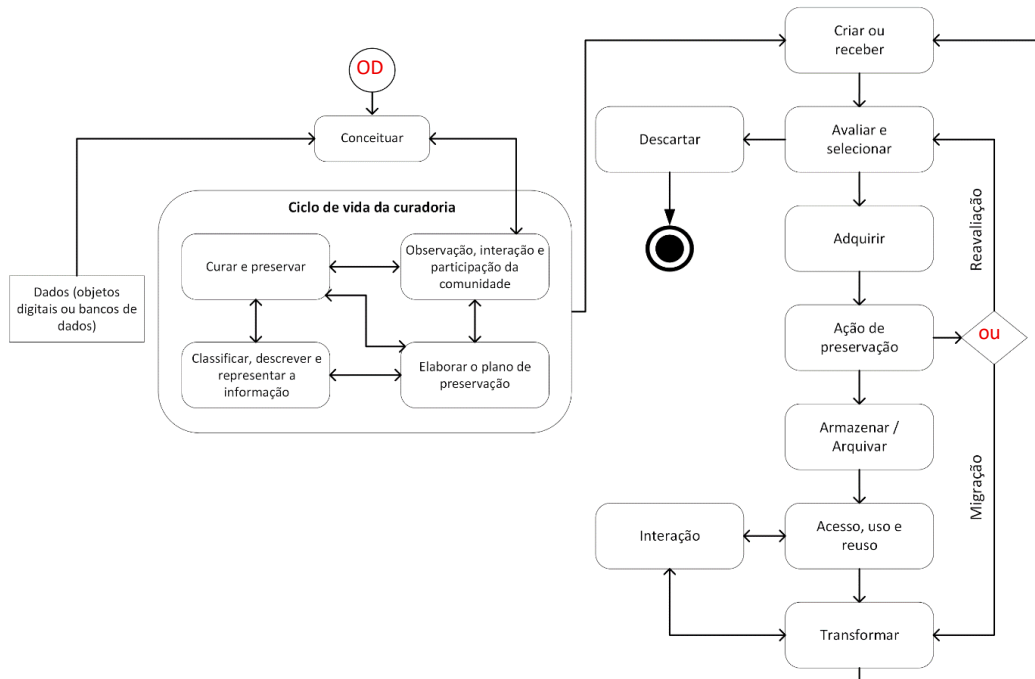 OD
Conceituar
Dados (objetos
digitais ou bancos de
dados)
Ciclo de vida da curadoria
Curar e preservar
Observação, interação e
participação da
comunidade
Classificar, descrever e
representar a
informação
Elaborar o plano de
preservação
Criar ou
receber
Descartar
Avaliar e
selecionar
Adquirir
Reavaliação
Ação de
preservação
ou
Armazenar /
Arquivar
Migração
Interação
Acesso, uso e
reuso
Transformar